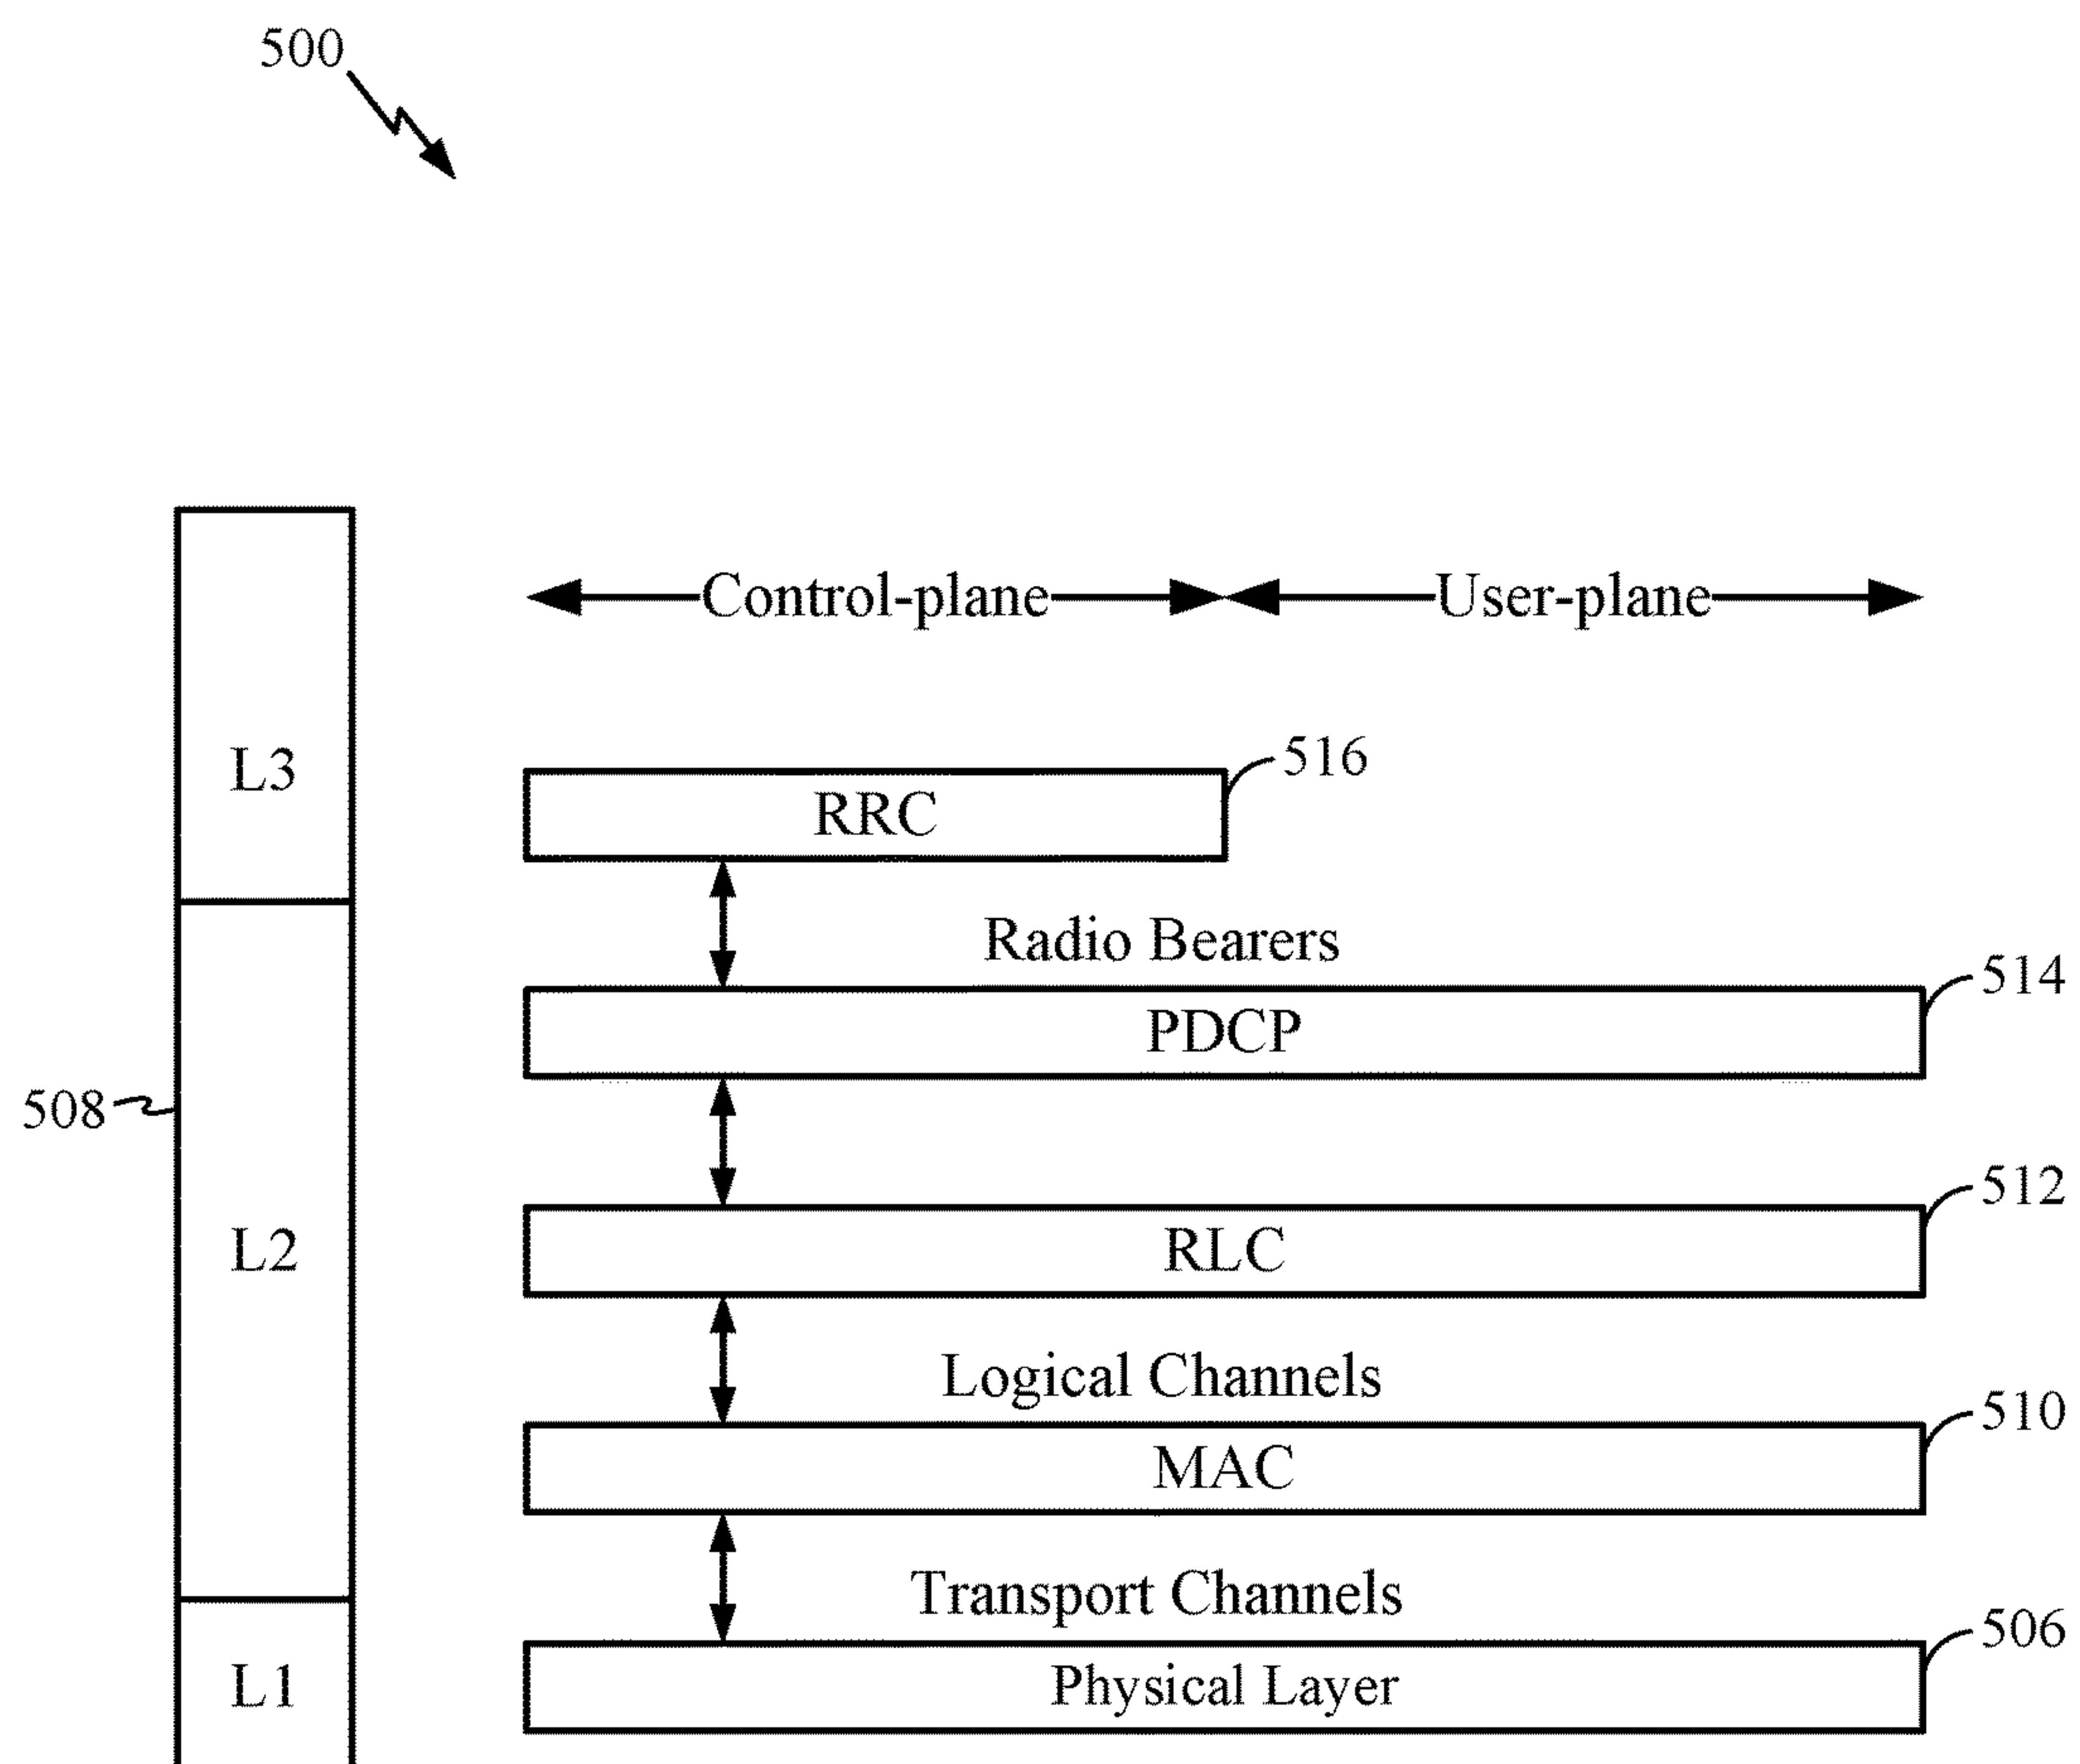 500
Control-plane User-plane
L3
516
RRC
Radio Bearers
514
PDCP
508
512
L2
RLC
Logical Channels
510
MAC
Transport Channels
506
L1
Physical Layer